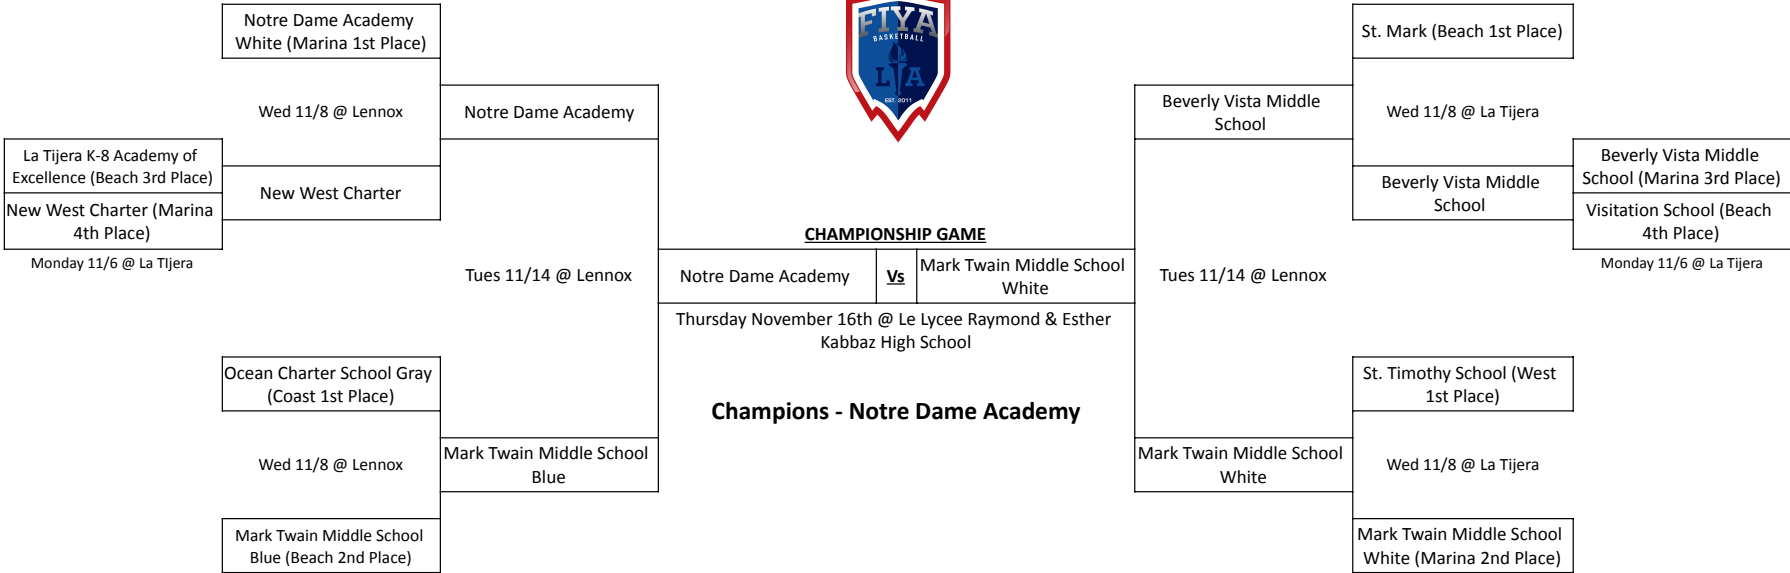 Notre Dame Academy
White (Marina 1st Place)
Wed 11/8 @ Lennox
Notre Dame Academy
La Tijera K-8 Academy of
Excellence (Beach 3rd Place)
New West Charter
New West Charter (Marina
4th Place)
Monday 11/6 @ La TIjera
Tues 11/14 @ Lennox
Ocean Charter School Gray
(Coast 1st Place)
Wed 11/8 @ Lennox
Mark Twain Middle School
Blue
Mark Twain Middle School
Blue (Beach 2nd Place)
FIYA
BASKETBALL
LA
EST. 2011
CHAMPIONSHIP GAME
Notre Dame Academy
Vs
Mark Twain Middle School
White
Thursday November 16th @ Le Lycee Raymond & Esther
Kabbaz High School
Champions - Notre Dame Academy
St. Mark (Beach 1st Place)
Beverly Vista Middle
School
Wed 11/8 @ La Tijera
Beverly Vista Middle
School (Marina 3rd Place)
Beverly Vista Middle
School
Visitation School (Beach
4th Place)
Monday 11/6 @ La Tijera
Tues 11/14 @ Lennox
St. Timothy School (West
1st Place)
Mark Twain Middle School
White
Wed 11/8 @ La Tijera
Mark Twain Middle School
White (Marina 2nd Place)